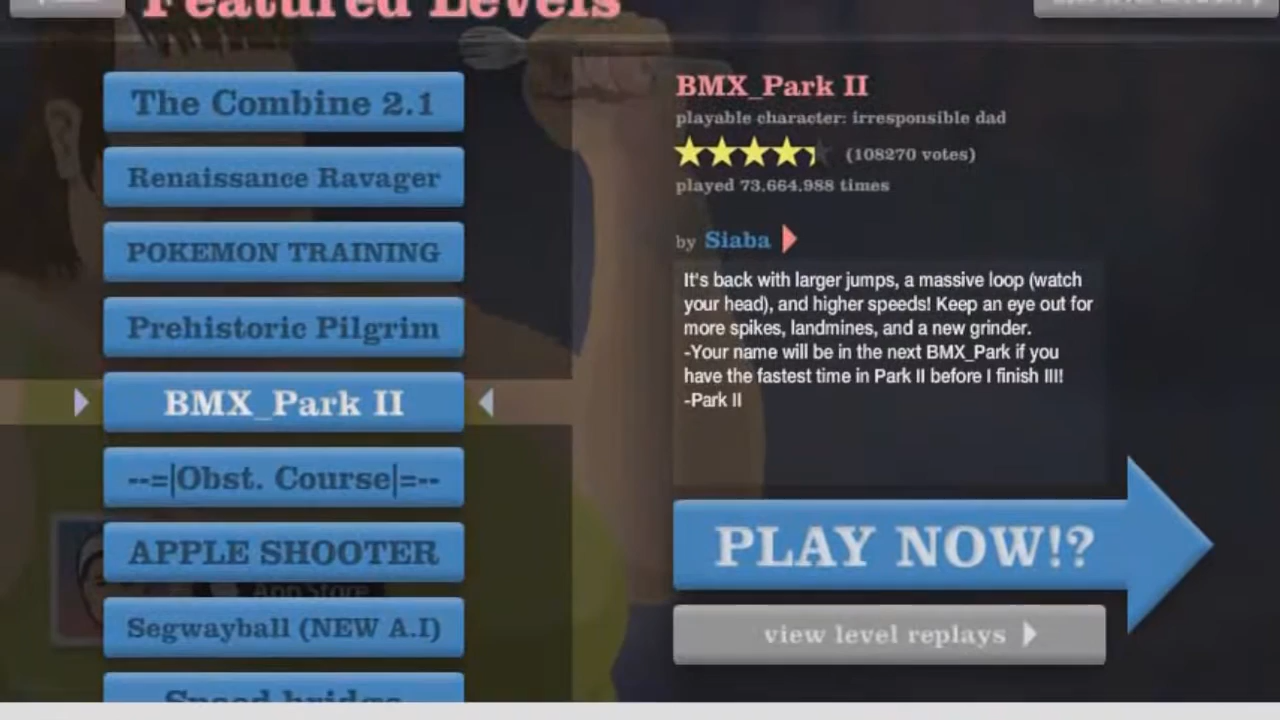 Featured Levels
The Combine 2.1
Renaissance Ravager
POKEMON TRAINING
Prehistoric Pilgrim
BMX_Park II
--=|Obst. Course|=--
APPLE SHOOTER
Segwayball (NEW A.I)
Speed bridge
App Store
BMX_Park II
playable character: irresponsible dad
(108270 votes)
played 73,664,988 times
by Siaba
It's back with larger jumps, a massive loop (watch
your head), and higher speeds! Keep an eye out for
more spikes, landmines, and a new grinder.
-Your name will be in the next BMX_Park if you
have the fastest time in Park II before I finish III!
-Park II
PLAY NOW!?
view level replays